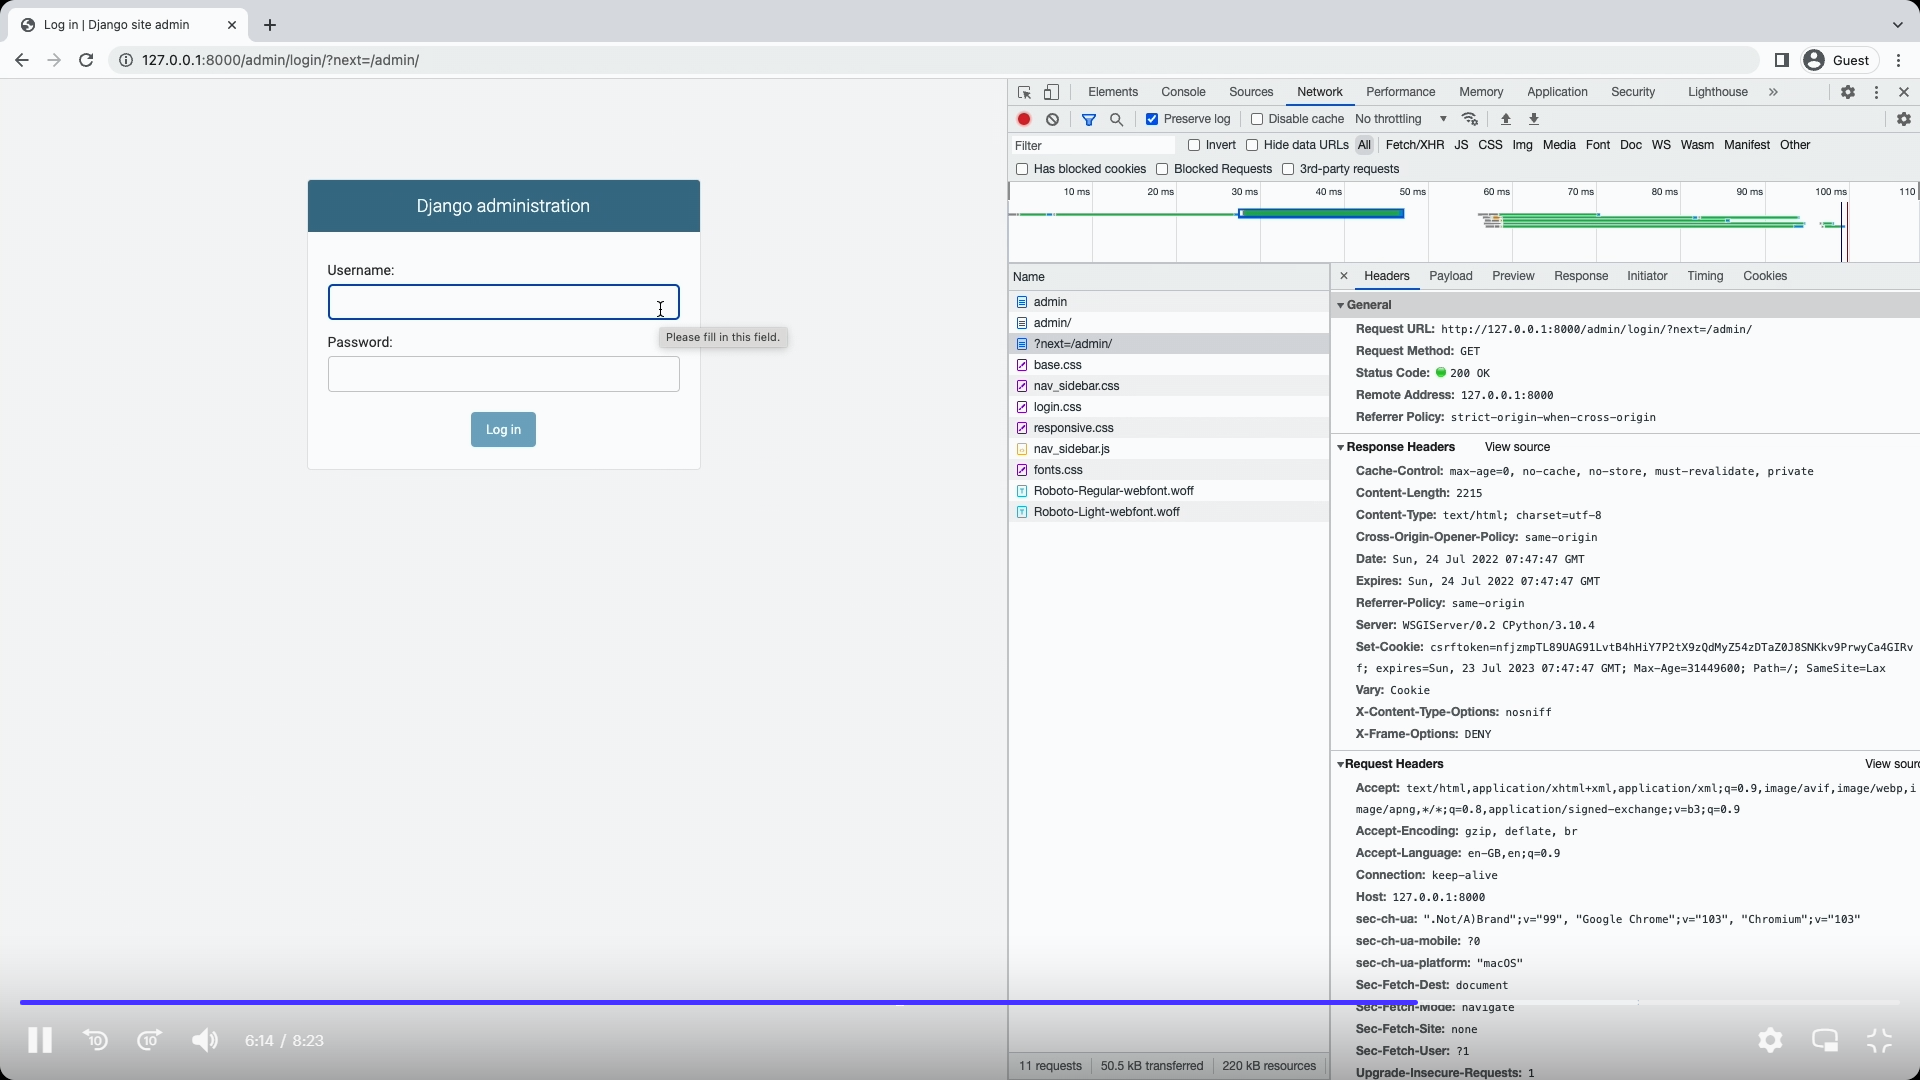 Log in | Django site admin
127.0.0.1:8000/admin/login/?next=/admin/
Guest
Django administration
Username:
Please fill in this field.
Password:
Log in
Elements Console Sources Network Performance Memory Application Security Lighthouse »
Preserve log Disable cache No throttling
Filter Invert Hide data URLs All Fetch/XHR JS CSS Img Media Font Doc WS Wasm Manifest Other
Has blocked cookies Blocked Requests 3rd-party requests
10 ms 20 ms 30 ms 40 ms 50 ms 60 ms 70 ms 80 ms 90 ms 100 ms 110
Name
admin
admin/
?next=/admin/
base.css
nav_sidebar.css
login.css
responsive.css
nav_sidebar.js
fonts.css
Roboto-Regular-webfont.woff
Roboto-Light-webfont.woff
11 requests 50.5 kB transferred 220 kB resources
Headers Payload Preview Response Initiator Timing Cookies
General
Request URL: http://127.0.0.1:8000/admin/login/?next=/admin/
Request Method: GET
Status Code: 200 OK
Remote Address: 127.0.0.1:8000
Referrer Policy: strict-origin-when-cross-origin
Response Headers View source
Cache-Control: max-age=0, no-cache, no-store, must-revalidate, private
Content-Length: 2215
Content-Type: text/html; charset=utf-8
Cross-Origin-Opener-Policy: same-origin
Date: Sun, 24 Jul 2022 07:47:47 GMT
Expires: Sun, 24 Jul 2022 07:47:47 GMT
Referrer-Policy: same-origin
Server: WSGIServer/0.2 CPython/3.10.4
Set-Cookie: csrftoken=nfjzmpTL89UAG91LvtB4hHiY7P2tX9zQdMyZ54zDTaZ0J8SNKkv9PrwyCa4GIRv
f; expires=Sun, 23 Jul 2023 07:47:47 GMT; Max-Age=31449600; Path=/; SameSite=Lax
Vary: Cookie
X-Content-Type-Options: nosniff
X-Frame-Options: DENY
Request Headers View sourc
Accept: text/html,application/xhtml+xml,application/xml;q=0.9,image/avif,image/webp,i
mage/apng,*/*;q=0.8,application/signed-exchange;v=b3;q=0.9
Accept-Encoding: gzip, deflate, br
Accept-Language: en-GB,en;q=0.9
Connection: keep-alive
Host: 127.0.0.1:8000
sec-ch-ua: ".Not/A)Brand";v="99", "Google Chrome";v="103", "Chromium";v="103"
sec-ch-ua-mobile: ?0
sec-ch-ua-platform: "macOS"
Sec-Fetch-Dest: document
Sec-Fetch-Mode: navigate
Sec-Fetch-Site: none
Sec-Fetch-User: ?1
Upgrade-Insecure-Requests: 1
10 10 6:14 / 8:23